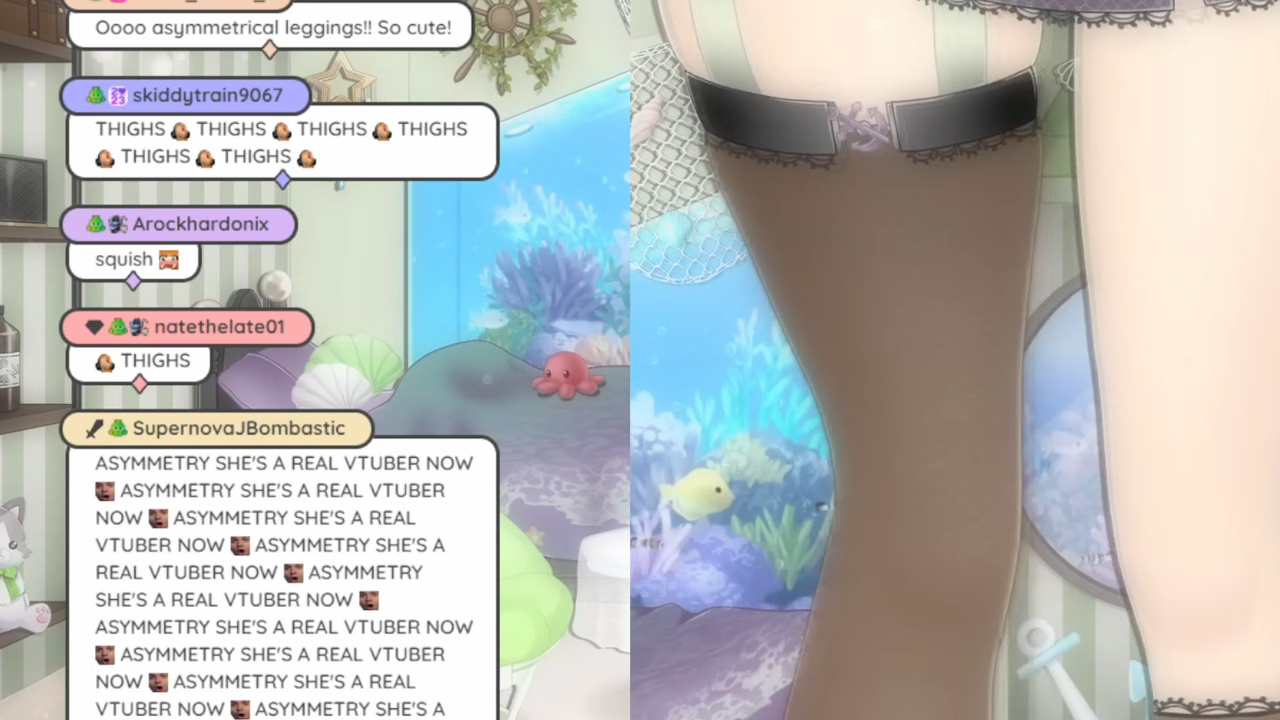 Oooo asymmetrical leggings!! So cute!
skiddytrain9067
THIGHS THIGHS THIGHS THIGHS
THIGHS THIGHS
Arockhardonix
squish
natethelate01
THIGHS
SupernovaJBombastic
ASYMMETRY SHE'S A REAL VTUBER NOW
ASYMMETRY SHE'S A REAL VTUBER
NOW ASYMMETRY SHE'S A REAL
VTUBER NOW ASYMMETRY SHE'S A
REAL VTUBER NOW ASYMMETRY
SHE'S A REAL VTUBER NOW
ASYMMETRY SHE'S A REAL VTUBER NOW
ASYMMETRY SHE'S A REAL VTUBER
NOW ASYMMETRY SHE'S A REAL
VTUBER NOW ASYMMETRY SHE'S A